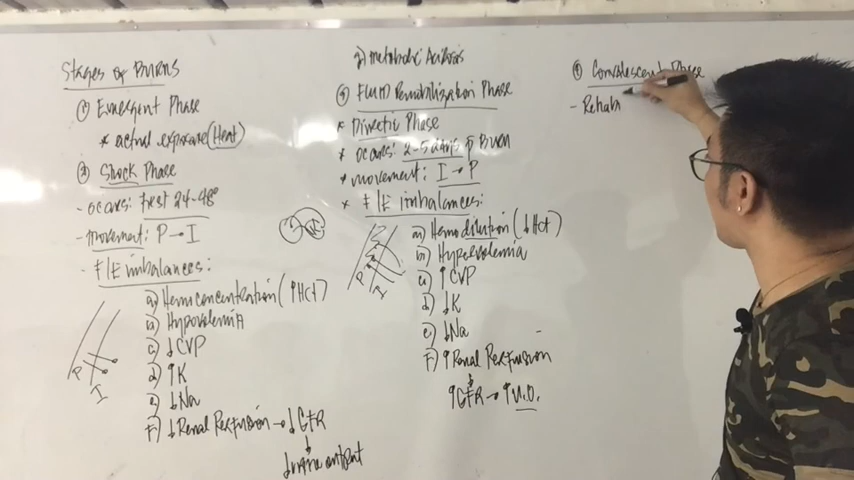 Stages of Burns
① Emergent Phase
* actual exposure (Heat)
② Shock Phase
- occurs: First 24-48°
- movement: P → I
- F/E imbalances:
a) Hemoconcentration (↑Hct)
b) Hypovolemia
c) ↓CVP
d) ↑K
e) ↓Na
F) ↓Renal Perfusion → ↓GFR
↓
↓urine output
P I
g) metabolic Acidosis
③ Fluid Remobilization Phase
* Diuretic Phase
* occurs: 2-5 days of Burn
* movement: I → P
* F/E imbalances:
a) Hemodilution (↓Hct)
b) Hypervolemia
c) ↑CVP
d) ↓K
e) ↓Na
F) ↑Renal Perfusion
↓
↑GFR → ↑U.O.
P I
④ Convalescent Phase
- Rehab